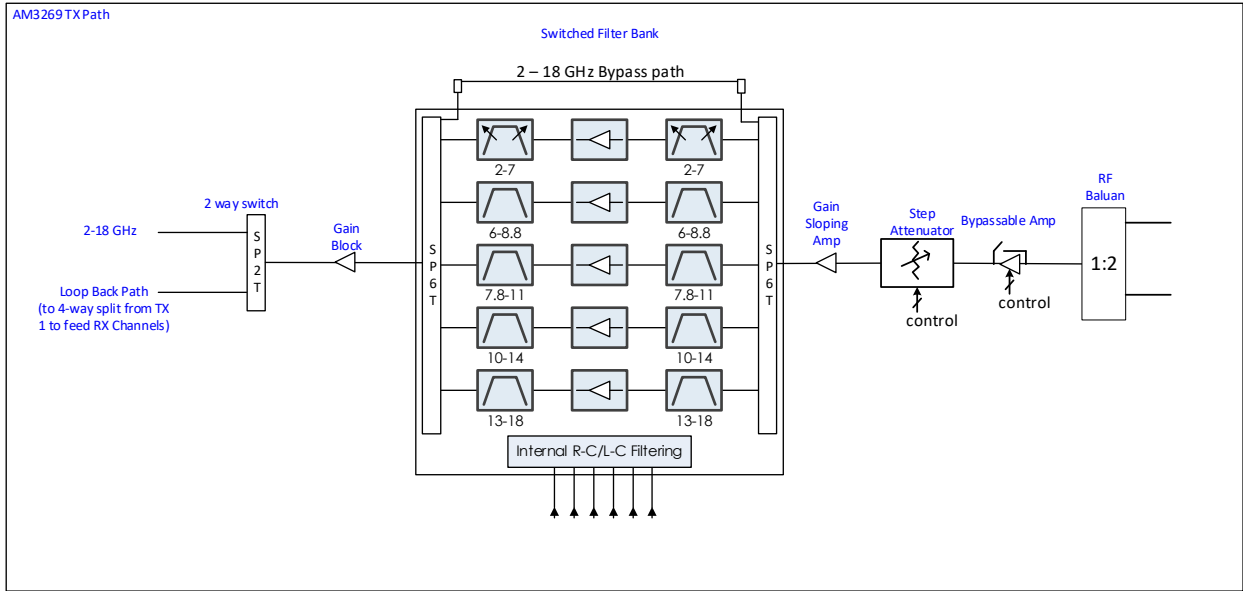 AM3269 TX Path
Switched Filter Bank
2 – 18 GHz Bypass path
2-7
2-7
6-8.8
6-8.8
7.8-11
7.8-11
10-14
10-14
13-18
13-18
SP6T
SP6T
Internal R-C/L-C Filtering
2 way switch
SP2T
2-18 GHz
Loop Back Path
(to 4-way split from TX
1 to feed RX Channels)
Gain
Block
Gain
Sloping
Amp
Step
Attenuator
control
Bypassable Amp
control
RF
Baluan
1:2